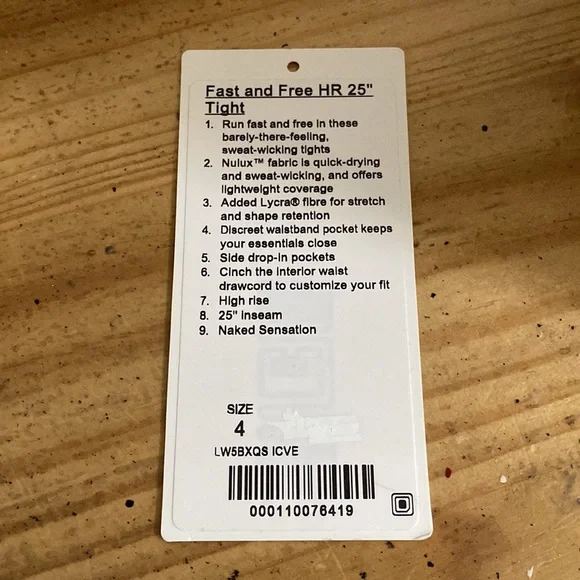 Fast and Free HR 25"
Tight
1. Run fast and free in these
barely-there-feeling,
sweat-wicking tights
2. Nulux™ fabric is quick-drying
and sweat-wicking, and offers
lightweight coverage
3. Added Lycra® fibre for stretch
and shape retention
4. Discreet waistband pocket keeps
your essentials close
5. Side drop-in pockets
6. Cinch the interior waist
drawcord to customize your fit
7. High rise
8. 25" Inseam
9. Naked Sensation
SIZE
4
LW5BXQS ICVE
000110076419